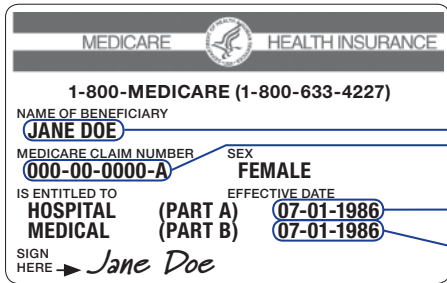 MEDICARE HEALTH INSURANCE
1-800-MEDICARE (1-800-633-4227)
NAME OF BENEFICIARY
JANE DOE
MEDICARE CLAIM NUMBER SEX
000-00-0000-A FEMALE
IS ENTITLED TO EFFECTIVE DATE
HOSPITAL (PART A) 07-01-1986
MEDICAL (PART B) 07-01-1986
SIGN
HERE Jane Doe